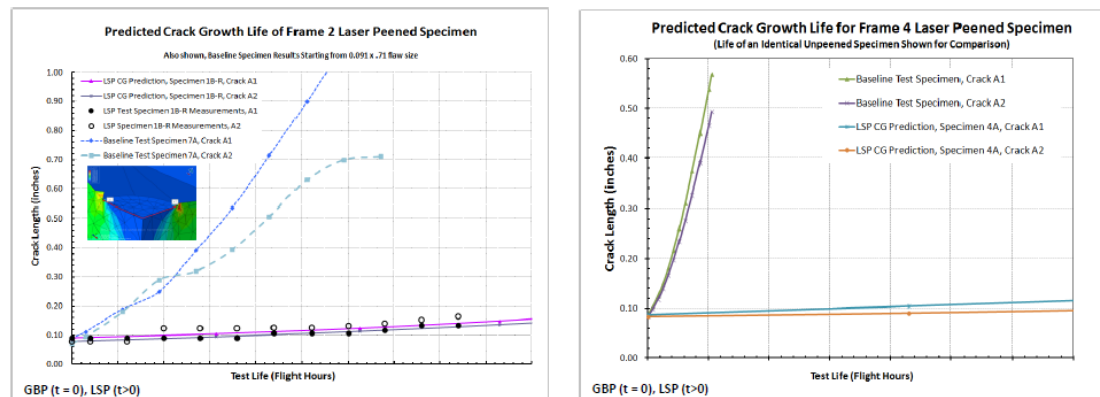 Predicted Crack Growth Life of Frame 2 Laser Peened Specimen
Also shown, Baseline Specimen Results Starting from 0.091 x .71 flaw size
Crack Length (inches)
1.00
0.90
0.80
0.70
0.60
0.50
0.40
0.30
0.20
0.10
0.00
LSP CG Prediction, Specimen 1B-R, Crack A1
LSP CG Prediction, Specimen 1B-R, Crack A2
LSP Test Specimen 1B-R Measurements, A1
LSP Specimen 1B-R Measurements, A2
Baseline Test Specimen 7A, Crack A1
Baseline Test Specimen 7A, Crack A2
Test Life (Flight Hours)
GBP (t = 0), LSP (t>0)
Predicted Crack Growth Life for Frame 4 Laser Peened Specimen
(Life of an Identical Unpeened Specimen Shown for Comparison)
Crack Length (inches)
0.60
0.50
0.40
0.30
0.20
0.10
0.00
Baseline Test Specimen, Crack A1
Baseline Test Specimen, Crack A2
LSP CG Prediction, Specimen 4A, Crack A1
LSP CG Prediction, Specimen 4A, Crack A2
Test Life (Flight Hours)
GBP (t = 0), LSP (t>0)